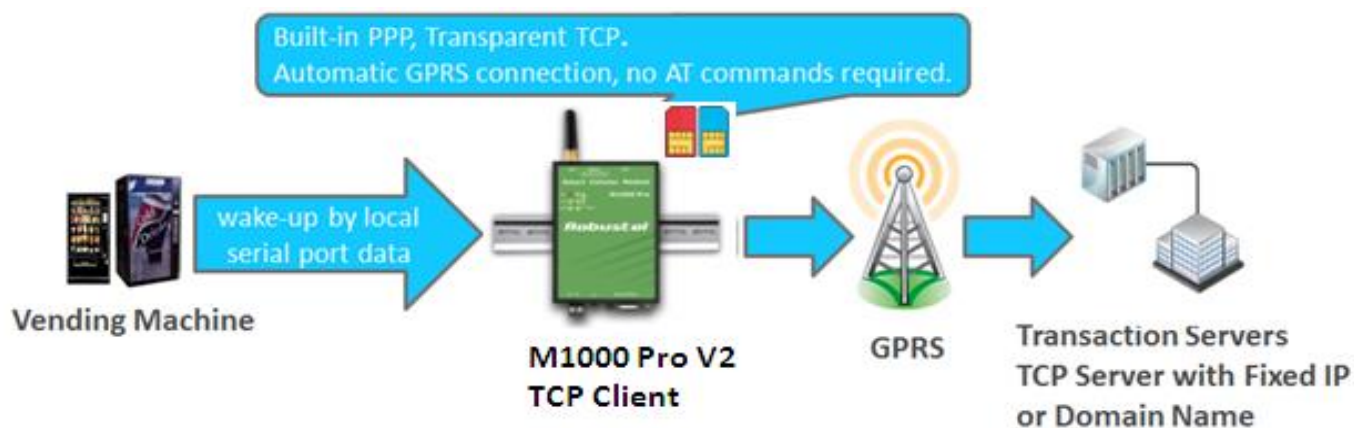 Built-in PPP, Transparent TCP.
Automatic GPRS connection, no AT commands required.
wake-up by local
serial port data
Robustel
Vending Machine
M1000 Pro V2
TCP Client
GPRS
Transaction Servers
TCP Server with Fixed IP
or Domain Name